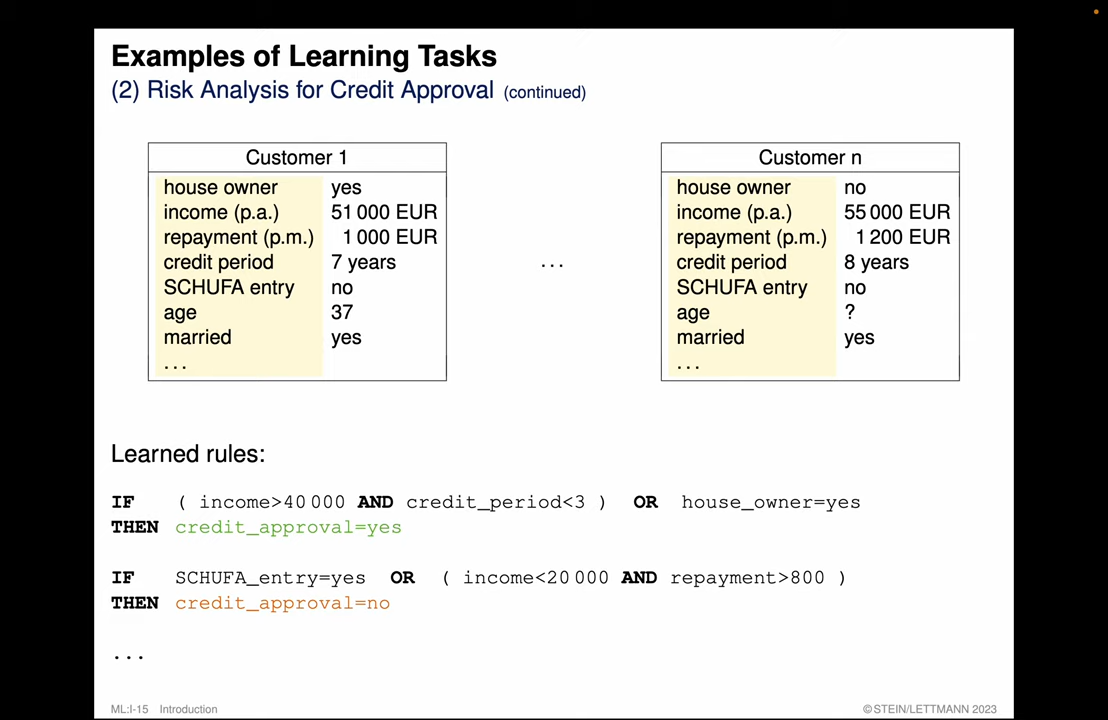 Examples of Learning Tasks
(2) Risk Analysis for Credit Approval (continued)
Customer 1
house owner yes
income (p.a.) 51 000 EUR
repayment (p.m.) 1 000 EUR
credit period 7 years
SCHUFA entry no
age 37
married yes
. . .
. . .
Customer n
house owner no
income (p.a.) 55 000 EUR
repayment (p.m.) 1 200 EUR
credit period 8 years
SCHUFA entry no
age ?
married yes
. . .
Learned rules:
IF ( income>40 000 AND credit_period<3 ) OR house_owner=yes
THEN credit_approval=yes
IF SCHUFA_entry=yes OR ( income<20 000 AND repayment>800 )
THEN credit_approval=no
...
ML:I-15 Introduction ©STEIN/LETTMANN 2023